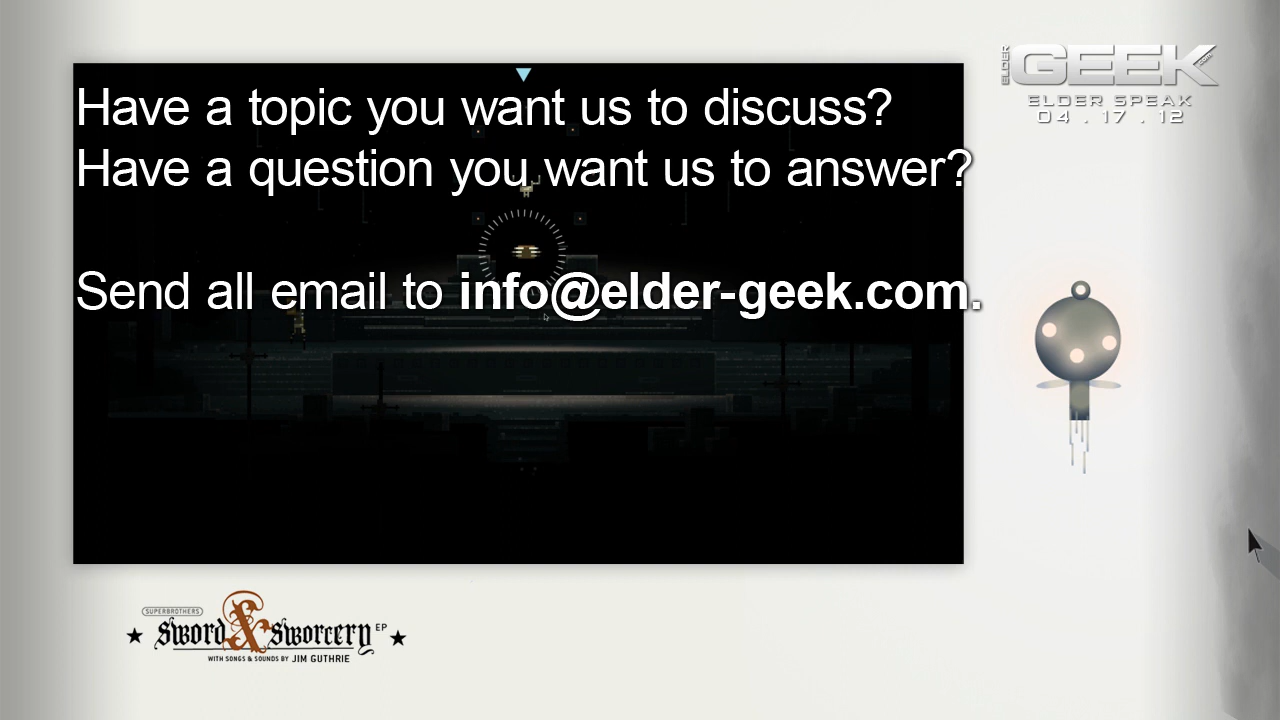 Have a topic you want us to discuss?
Have a question you want us to answer?
Send all email to info@elder-geek.com.
ELDER GEEK .com
ELDER SPEAK
04 . 17 . 12
SUPERBROTHERS
Sword & Sworcery EP
WITH SONGS & SOUNDS BY JIM GUTHRIE